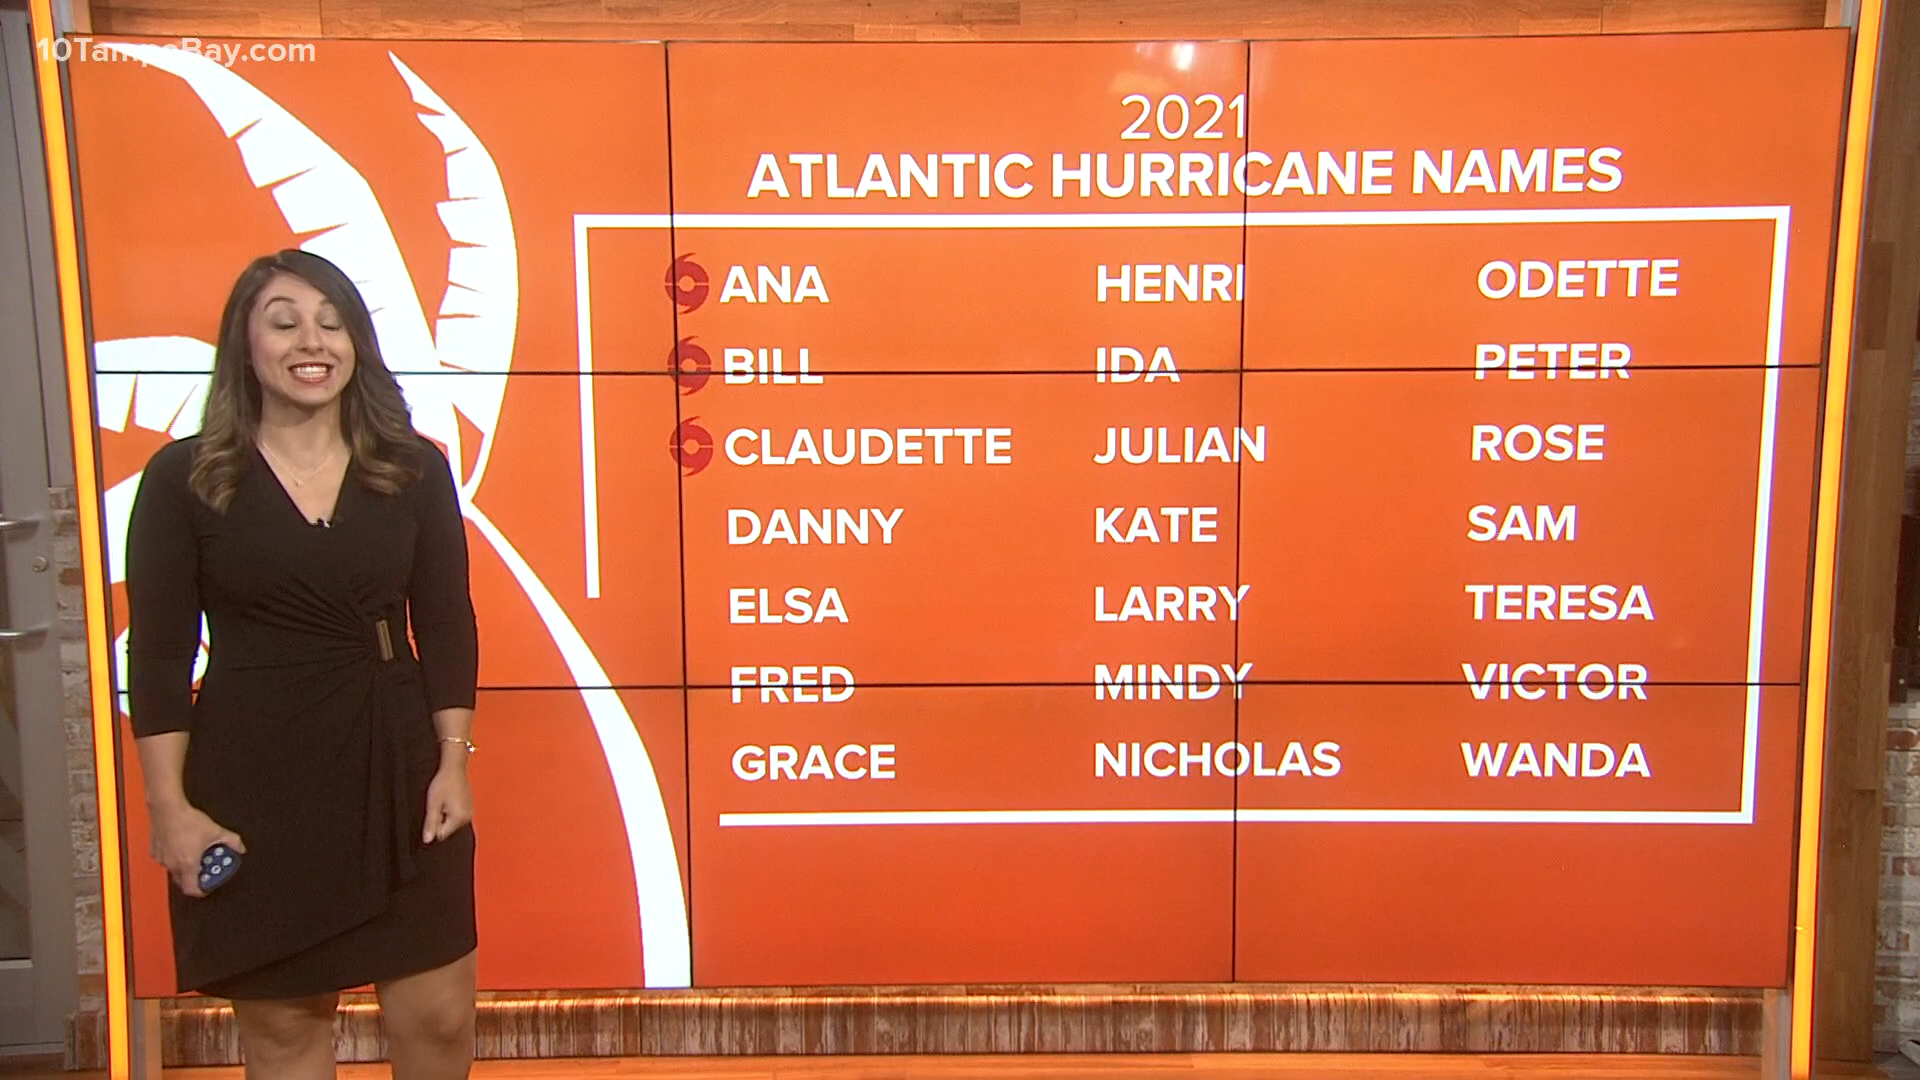 10TampaBay.com
2021
ATLANTIC HURRICANE NAMES
ANA
BILL
CLAUDETTE
DANNY
ELSA
FRED
GRACE
HENRI
IDA
JULIAN
KATE
LARRY
MINDY
NICHOLAS
ODETTE
PETER
ROSE
SAM
TERESA
VICTOR
WANDA